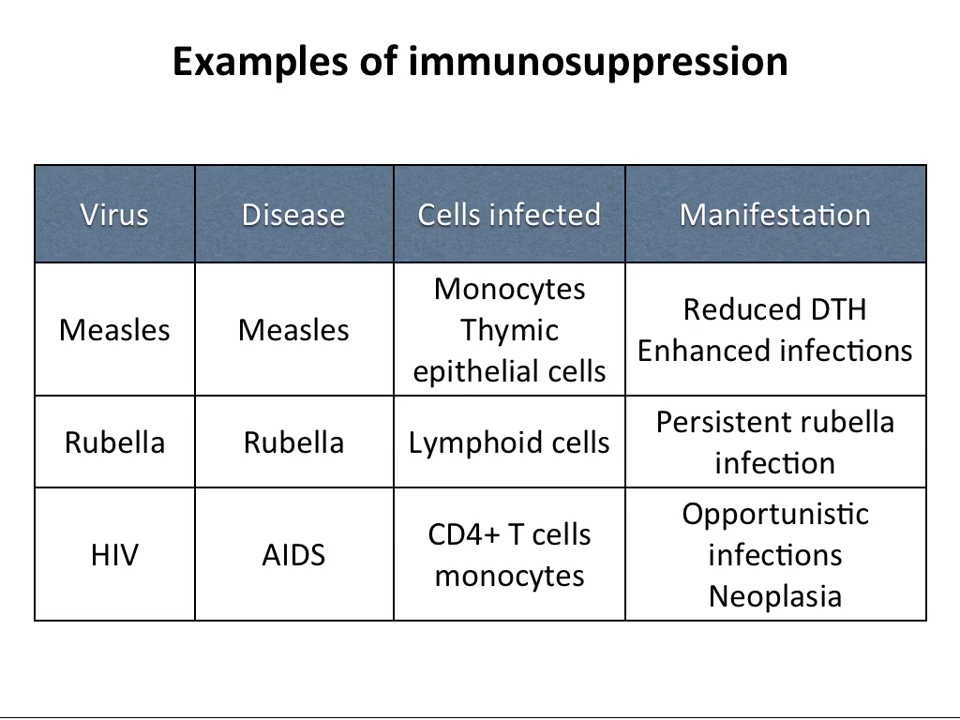 Examples of immunosuppression
Virus Disease Cells infected Manifestation
Measles Measles Monocytes
Thymic
epithelial cells Reduced DTH
Enhanced infections
Rubella Rubella Lymphoid cells Persistent rubella
infection
HIV AIDS CD4+ T cells
monocytes Opportunistic
infections
Neoplasia